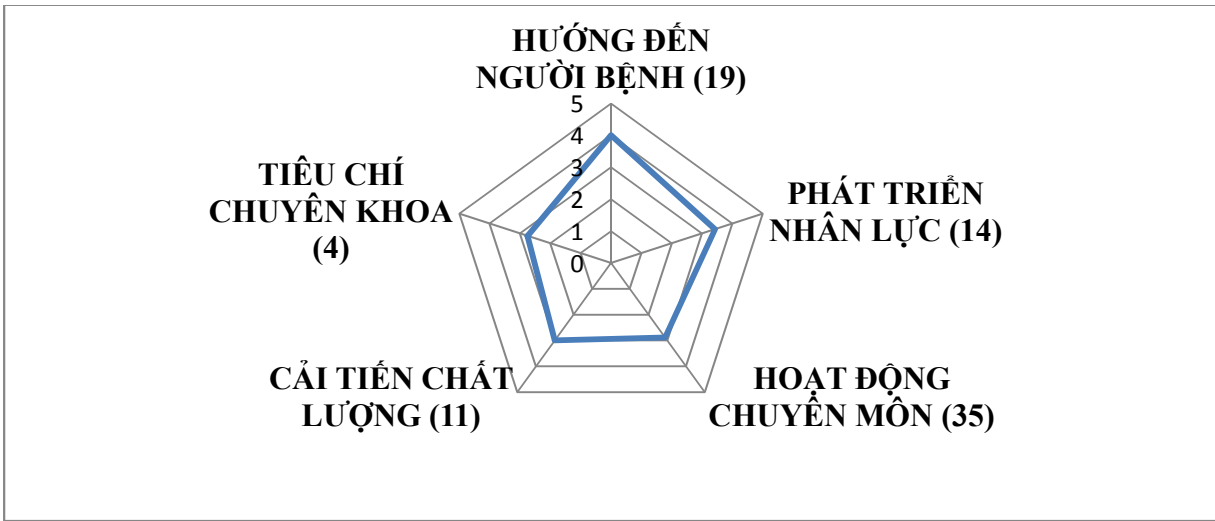 HƯỚNG ĐẾN
NGƯỜI BỆNH (19)
5
4
3
2
1
0
PHÁT TRIỂN
NHÂN LỰC (14)
HOẠT ĐỘNG
CHUYÊN MÔN (35)
CẢI TIẾN CHẤT
LƯỢNG (11)
TIÊU CHÍ
CHUYÊN KHOA
(4)